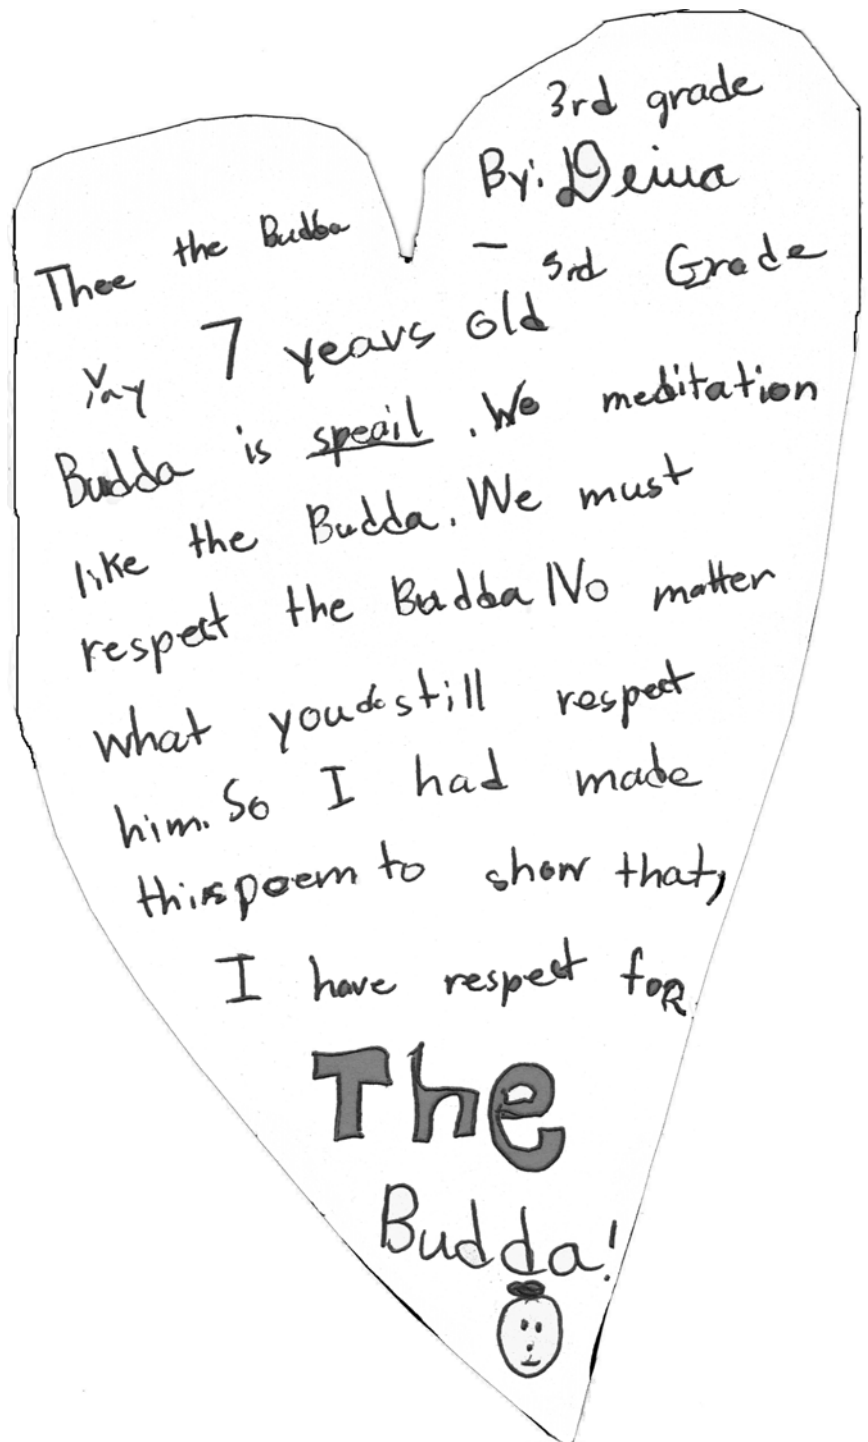 3rd grade
By: Deiua
Thee the Budba
- 3rd Grade
Yay 7 years old
Budda is speail. We meditation
like the Budda. We must
respect the Budda No matter
what you do still respect
him. So I had made
this poem to show that,
I have respect foR
The
Budda!